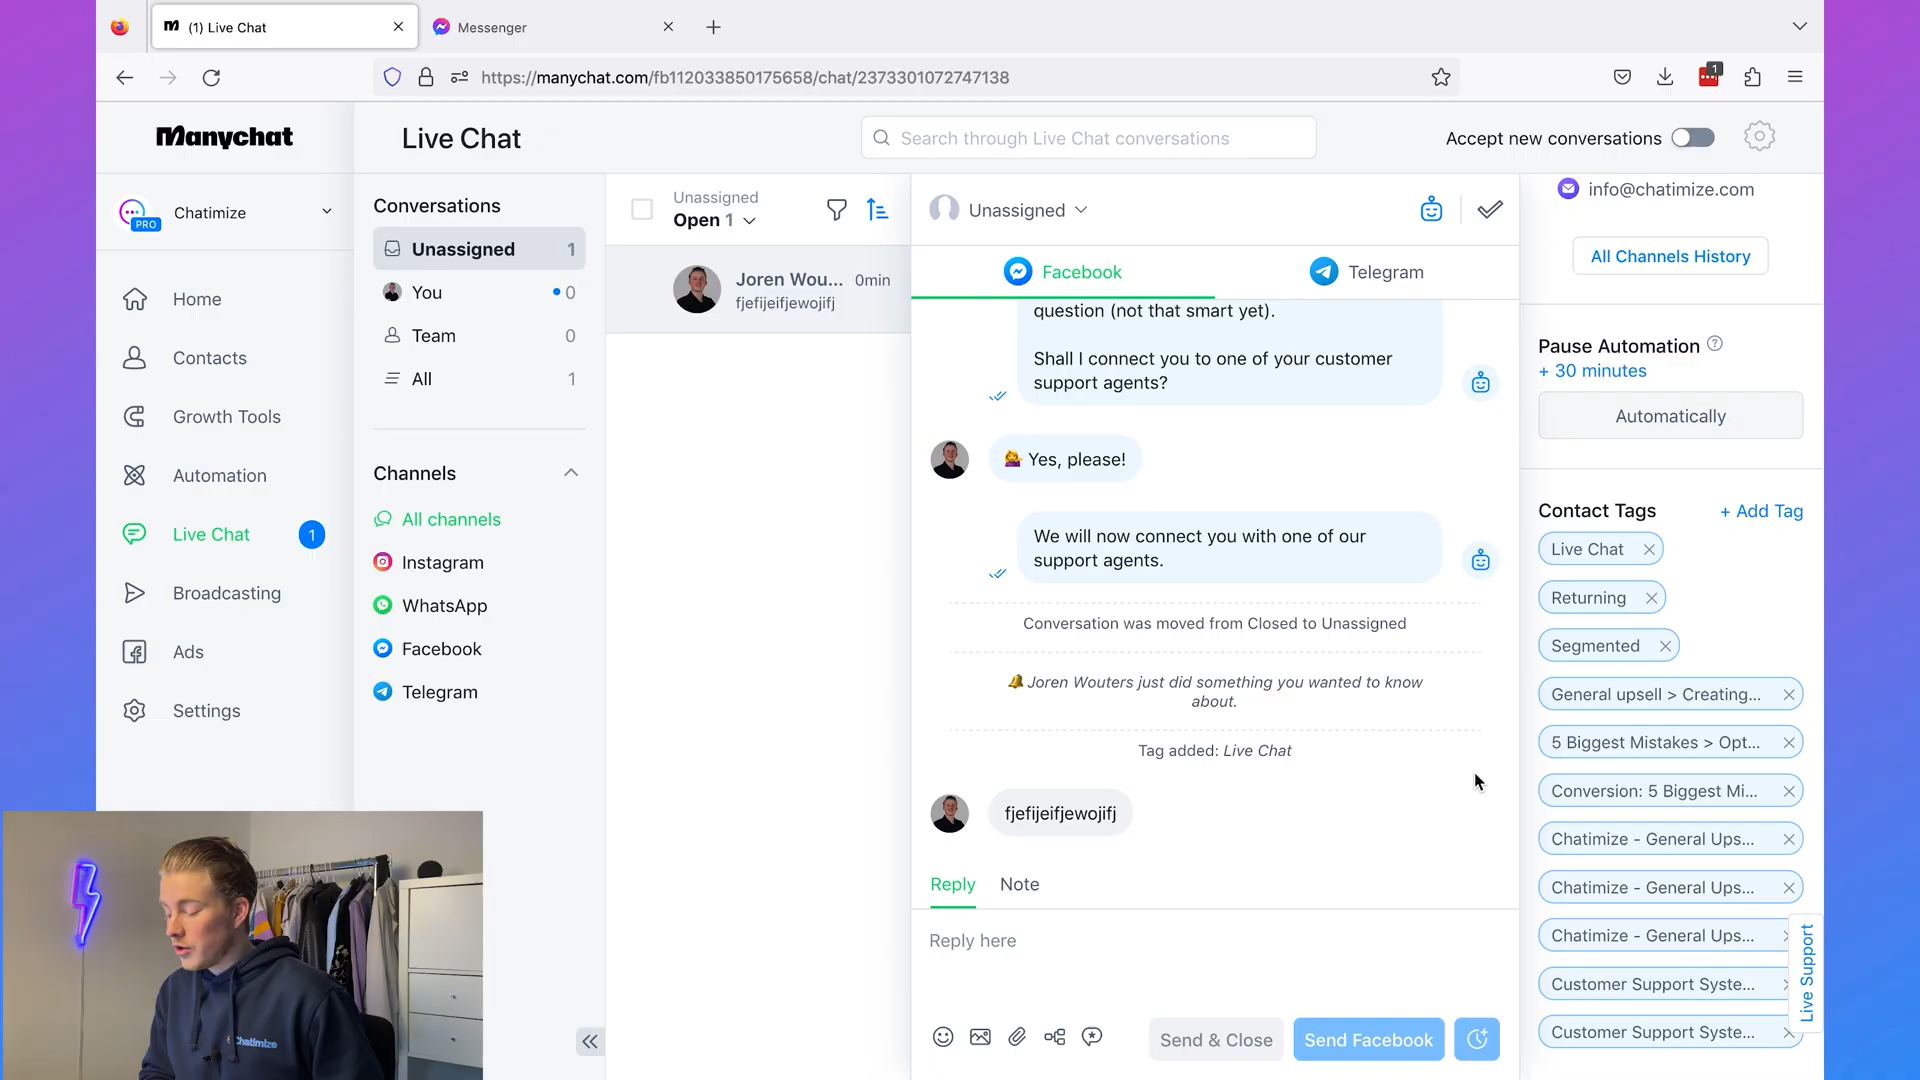 (1) Live Chat
Messenger
https://manychat.com/fb112033850175658/chat/2373301072747138
1
Manychat
Live Chat
Search through Live Chat conversations
Accept new conversations
PRO
Chatimize
Home
Contacts
Growth Tools
Automation
Live Chat 1
Broadcasting
Ads
Settings
Conversations
Unassigned 1
You 0
Team 0
All 1
Channels
All channels
Instagram
WhatsApp
Facebook
Telegram
Unassigned
Open 1
Joren Wou... 0min
fjefijeifjewojifj
Unassigned
Facebook
Telegram
question (not that smart yet).
Shall I connect you to one of your customer
support agents?
Yes, please!
We will now connect you with one of our
support agents.
Conversation was moved from Closed to Unassigned
Joren Wouters just did something you wanted to know
about.
Tag added: Live Chat
fjefijeifjewojifj
Reply
Note
Reply here
Send & Close
Send Facebook
info@chatimize.com
All Channels History
Pause Automation
+ 30 minutes
Automatically
Contact Tags
+ Add Tag
Live Chat
Returning
Segmented
General upsell > Creating...
5 Biggest Mistakes > Opt...
Conversion: 5 Biggest Mi...
Chatimize - General Ups...
Chatimize - General Ups...
Chatimize - General Ups...
Customer Support Syste...
Customer Support Syste...
Live Support
Chatimize